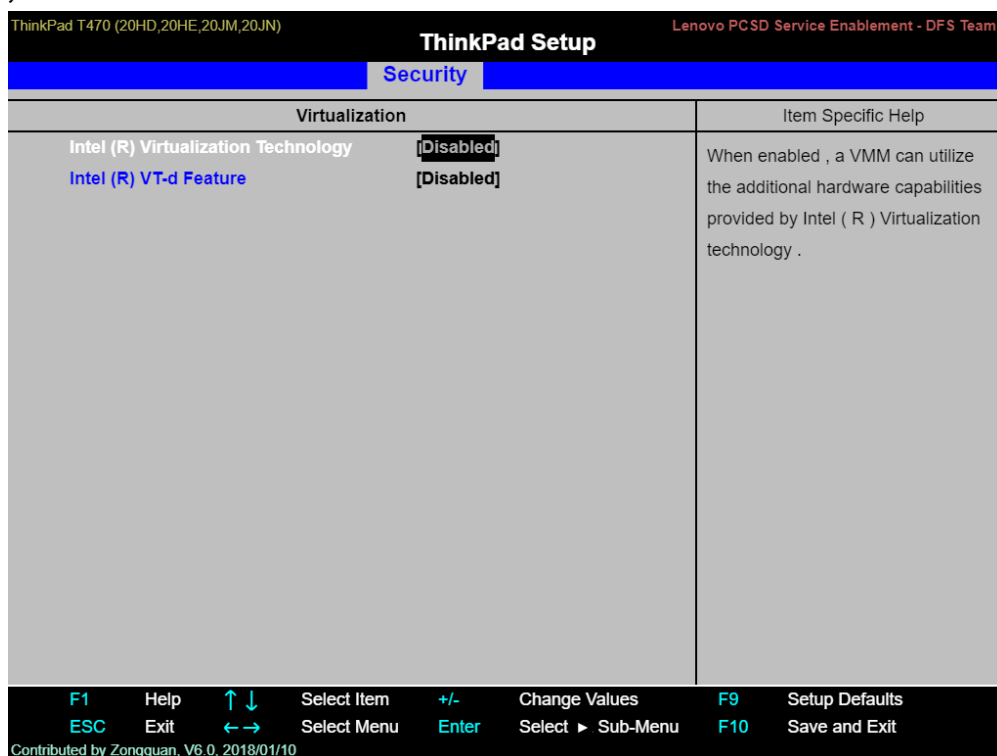 ThinkPad T470 (20HD,20HE,20JM,20JN)
ThinkPad Setup
Lenovo PCSD Service Enablement - DFS Team
Security
Virtualization
Item Specific Help
Intel (R) Virtualization Technology [Disabled]
Intel (R) VT-d Feature [Disabled]
When enabled , a VMM can utilize
the additional hardware capabilities
provided by Intel ( R ) Virtualization
technology .
F1 Help ↑↓ Select Item +/- Change Values F9 Setup Defaults
ESC Exit ←→ Select Menu Enter Select ► Sub-Menu F10 Save and Exit
Contributed by Zongquan, V6.0, 2018/01/10